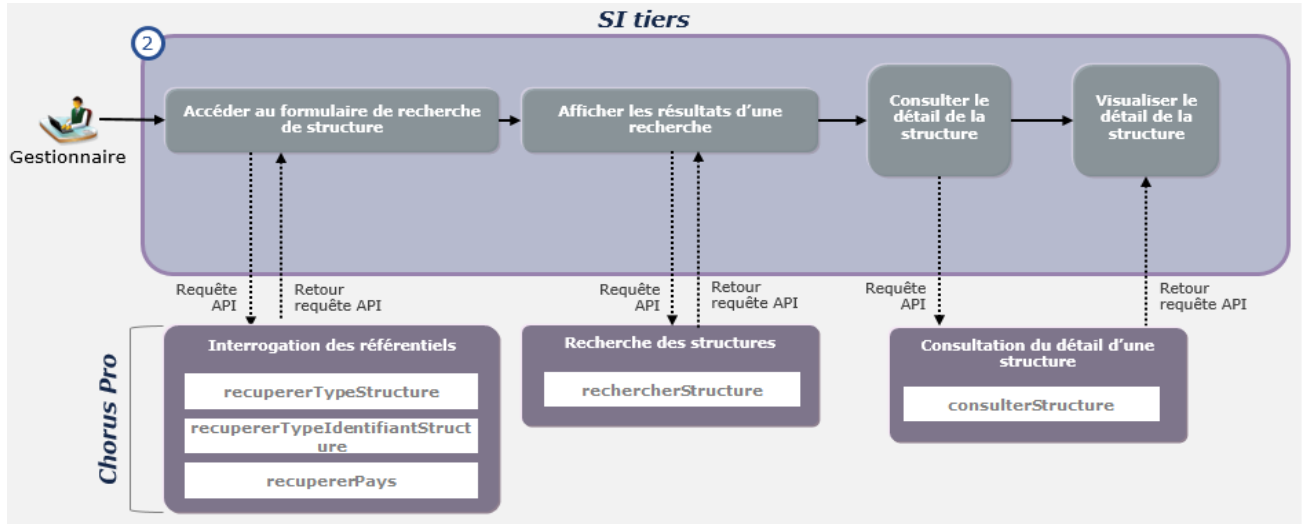 SI tiers
2
Gestionnaire
Accéder au formulaire de recherche
de structure
Afficher les résultats d'une
recherche
Consulter le
détail de la
structure
Visualiser le
détail de la
structure
Requête
API
Retour
requête API
Requête
API
Retour
requête API
Requête
API
Retour
requête API
Chorus Pro
Interrogation des référentiels
recupererTypeStructure
recupererTypeIdentifiantStruct
ure
recupererPays
Recherche des structures
rechercherStructure
Consultation du détail d'une
structure
consulterStructure